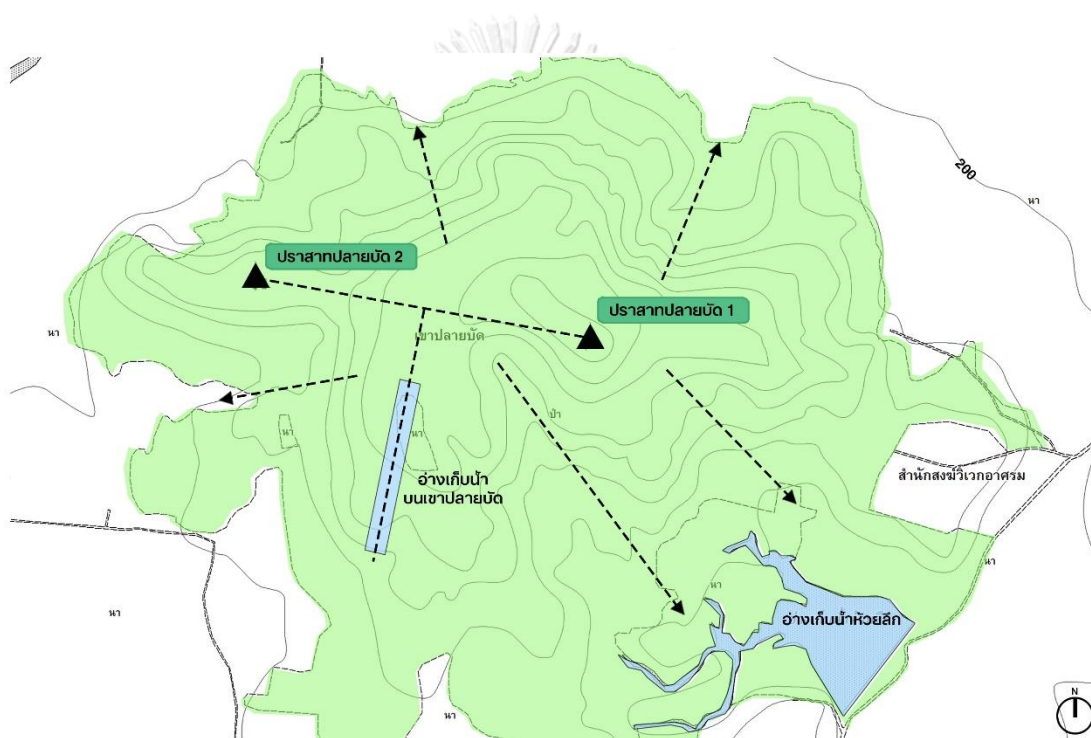 200
นา
ปราสาทปลายบัด 2
ปราสาทปลายบัด 1
นา
เขาปลายบัด
ป่า
นา
นา
อ่างเก็บน้ำ
บนเขาปลายบัด
สำนักสงฆ์วิเวกอาศรม
นา
นา
นา
อ่างเก็บน้ำห้วยลึก
นา
N